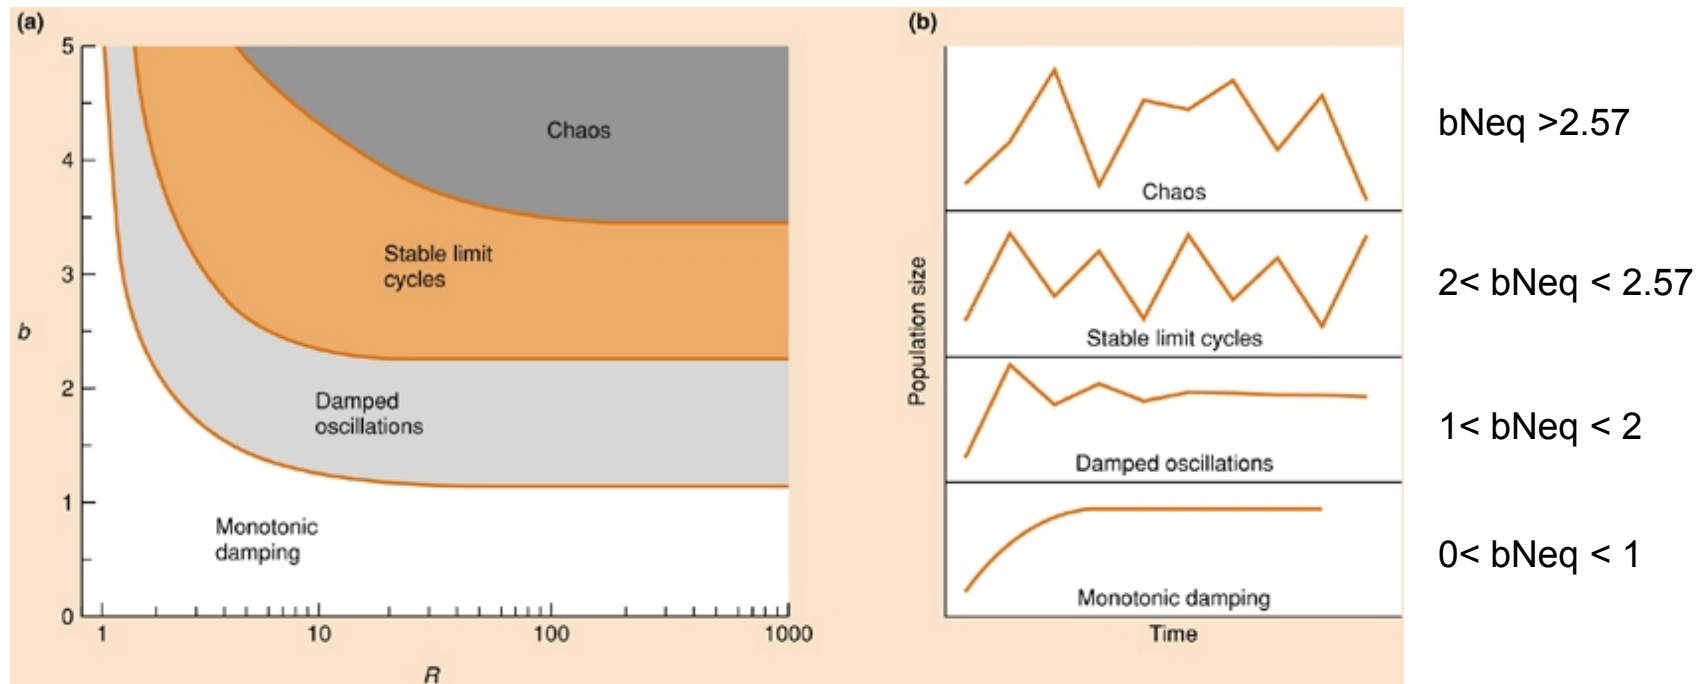 (a)
5
4
3
2
1
0
b
Chaos
Stable limit
cycles
Damped
oscillations
Monotonic
damping
1
10
100
1000
R
(b)
Population size
Chaos
Stable limit cycles
Damped oscillations
Monotonic damping
Time
bNeq >2.57
2< bNeq < 2.57
1< bNeq < 2
0< bNeq < 1